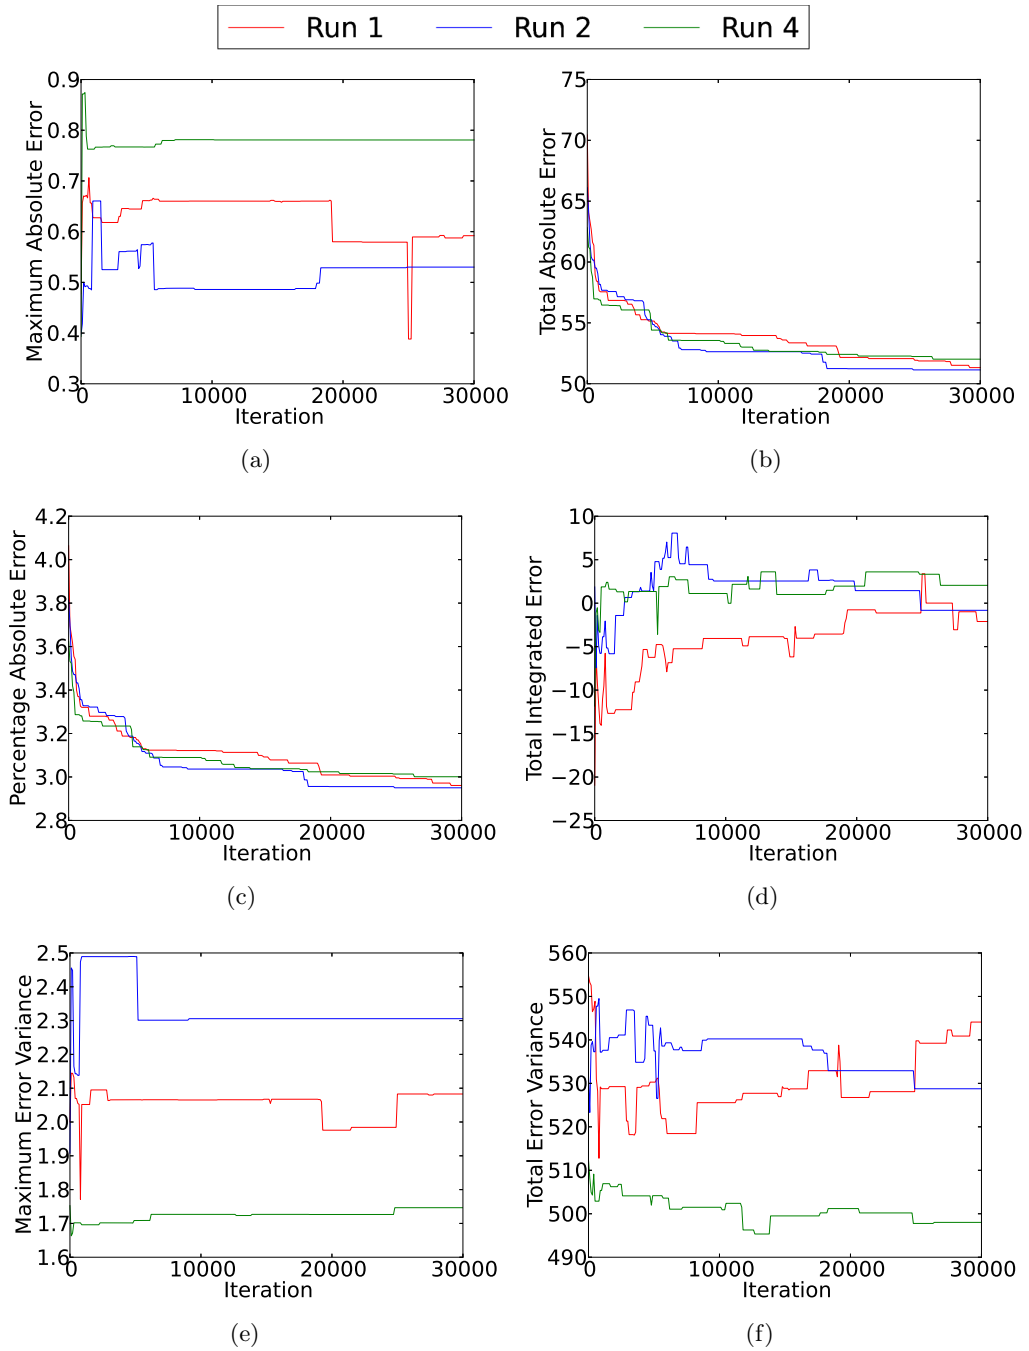 Run 1 Run 2 Run 4
0.9
0.8
0.7
0.6
0.5
0.4
0.3
Maximum Absolute Error
0 10000 20000 30000
Iteration
(a)
75
70
65
60
55
50
Total Absolute Error
0 10000 20000 30000
Iteration
(b)
4.2
4.0
3.8
3.6
3.4
3.2
3.0
2.8
Percentage Absolute Error
0 10000 20000 30000
Iteration
(c)
10
5
0
−5
−10
−15
−20
−25
Total Integrated Error
0 10000 20000 30000
Iteration
(d)
2.5
2.4
2.3
2.2
2.1
2.0
1.9
1.8
1.7
1.6
Maximum Error Variance
0 10000 20000 30000
Iteration
(e)
560
550
540
530
520
510
500
490
Total Error Variance
0 10000 20000 30000
Iteration
(f)